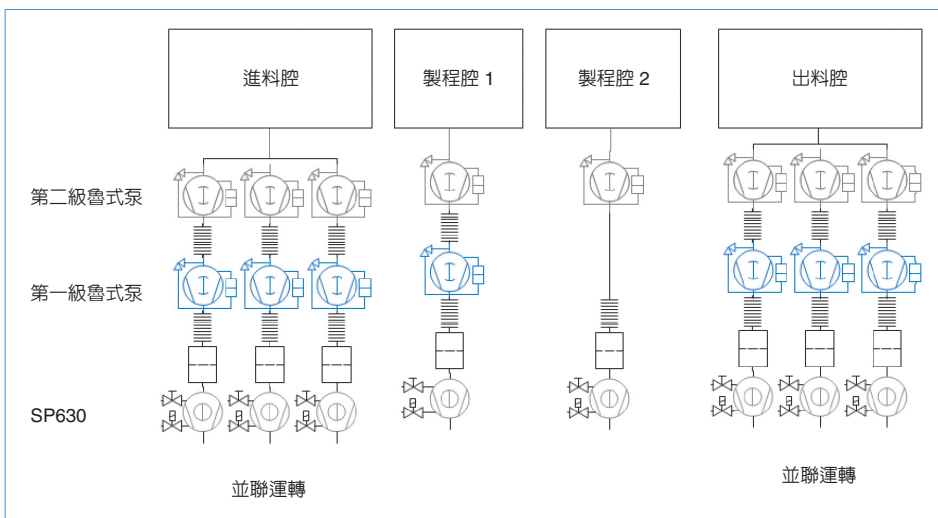 進料腔
製程腔 1
製程腔 2
出料腔
第二級魯式泵
第一級魯式泵
SP630
並聯運轉
並聯運轉